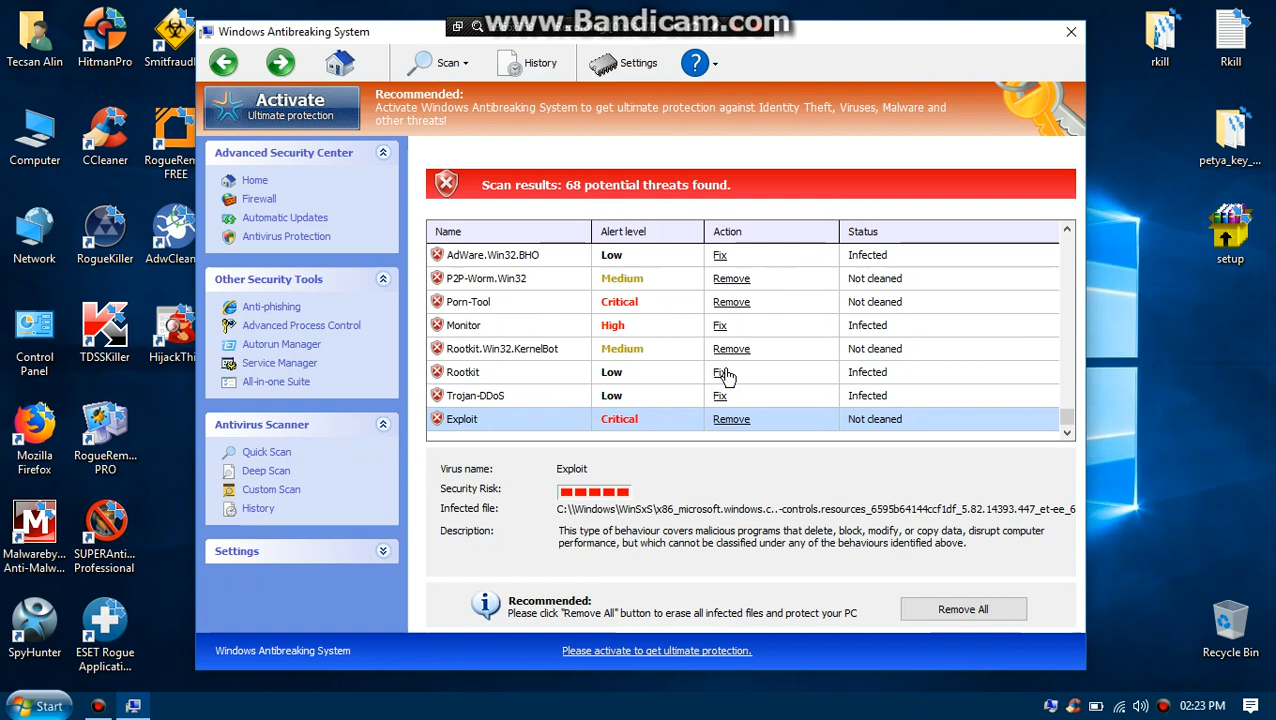 www.Bandicam.com
Tecsan Alin
HitmanPro
Smitfraud
Computer
CCleaner
RogueRem
FREE
Network
RogueKiller
AdwClean
Control
Panel
TDSSKiller
HijackThi
Mozilla
Firefox
RogueRem...
PRO
Malwareby...
Anti-Malw...
SUPERAnti...
Professional
SpyHunter
ESET Rogue
Applicati...
Windows Antibreaking System
Scan
History
Settings
?
Activate
Ultimate protection
Recommended:
Activate Windows Antibreaking System to get ultimate protection against Identity Theft, Viruses, Malware and
other threats!
Advanced Security Center
Home
Firewall
Automatic Updates
Antivirus Protection
Other Security Tools
Anti-phishing
Advanced Process Control
Autorun Manager
Service Manager
All-in-one Suite
Antivirus Scanner
Quick Scan
Deep Scan
Custom Scan
History
Settings
Scan results: 68 potential threats found.
Name Alert level Action Status
AdWare.Win32.BHO Low Fix Infected
P2P-Worm.Win32 Medium Remove Not cleaned
Porn-Tool Critical Remove Not cleaned
Monitor High Fix Infected
Rootkit.Win32.KernelBot Medium Remove Not cleaned
Rootkit Low Fix Infected
Trojan-DDoS Low Fix Infected
Exploit Critical Remove Not cleaned
Virus name: Exploit
Security Risk:
Infected file: C:\\Windows\WinSxS\x86_microsoft.windows.c..-controls.resources_6595b64144ccf1df_5.82.14393.447_et-ee_6
Description: This type of behaviour covers malicious programs that delete, block, modify, or copy data, disrupt computer
performance, but which cannot be classified under any of the behaviours identified above.
Recommended:
Please click "Remove All" button to erase all infected files and protect your PC
Remove All
Windows Antibreaking System
Please activate to get ultimate protection.
rkill
Rkill
petya_key_...
setup
Recycle Bin
Start
02:23 PM